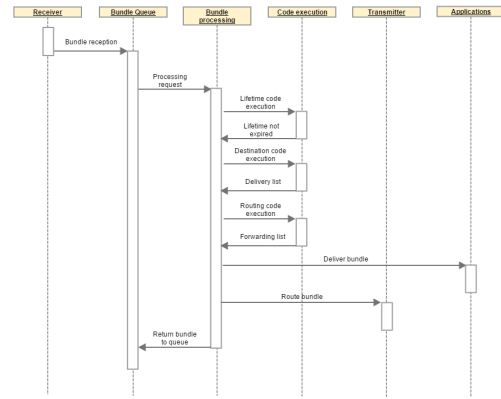 Receiver
Bundle Queue
Bundle
processing
Code execution
Transmitter
Applications
Bundle reception
Processing
request
Lifetime code
execution
Lifetime not
expired
Destination code
execution
Delivery list
Routing code
execution
Forwarding list
Deliver bundle
Route bundle
Return bundle
to queue